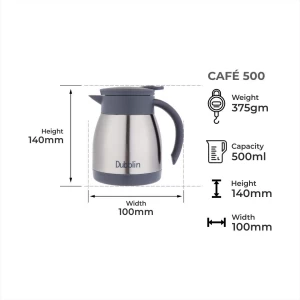 CAFÉ 500
Weight
375gm
Height
140mm
Dubblin
Capacity
500ml
Height
140mm
Width
100mm
Width
100mm